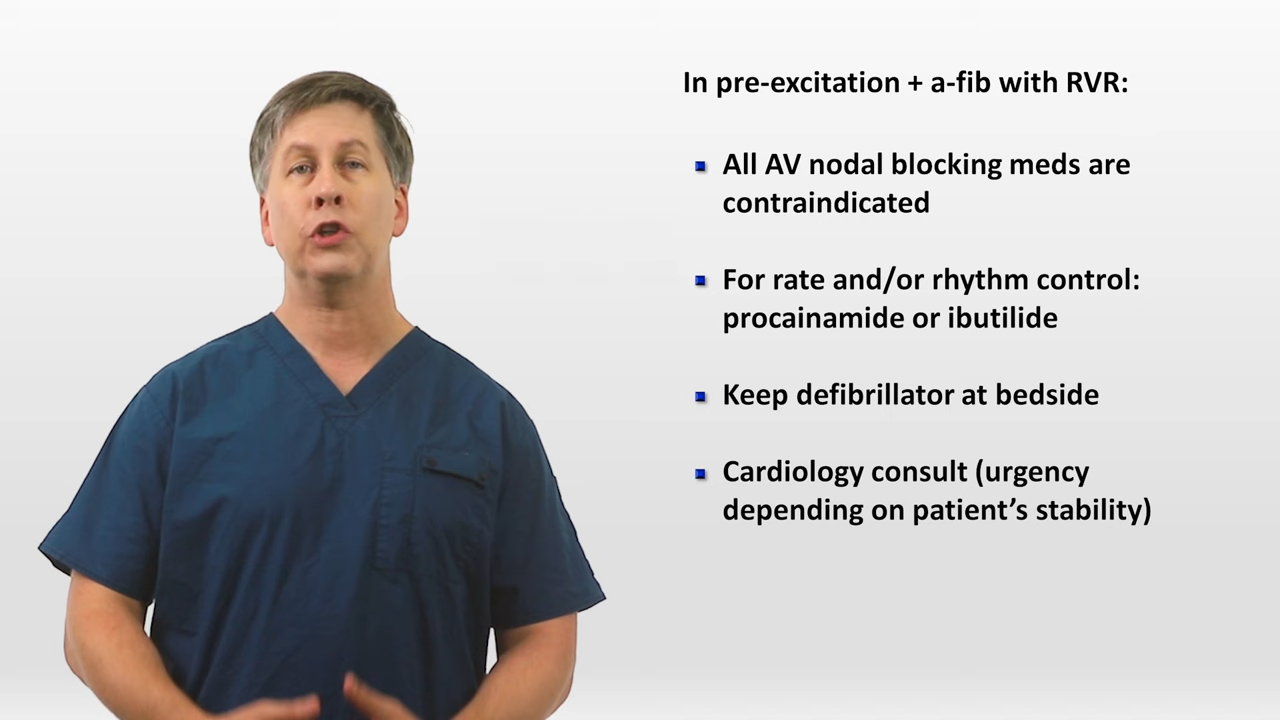 In pre-excitation + a-fib with RVR:
All AV nodal blocking meds are
contraindicated
For rate and/or rhythm control:
procainamide or ibutilide
Keep defibrillator at bedside
Cardiology consult (urgency
depending on patient’s stability)